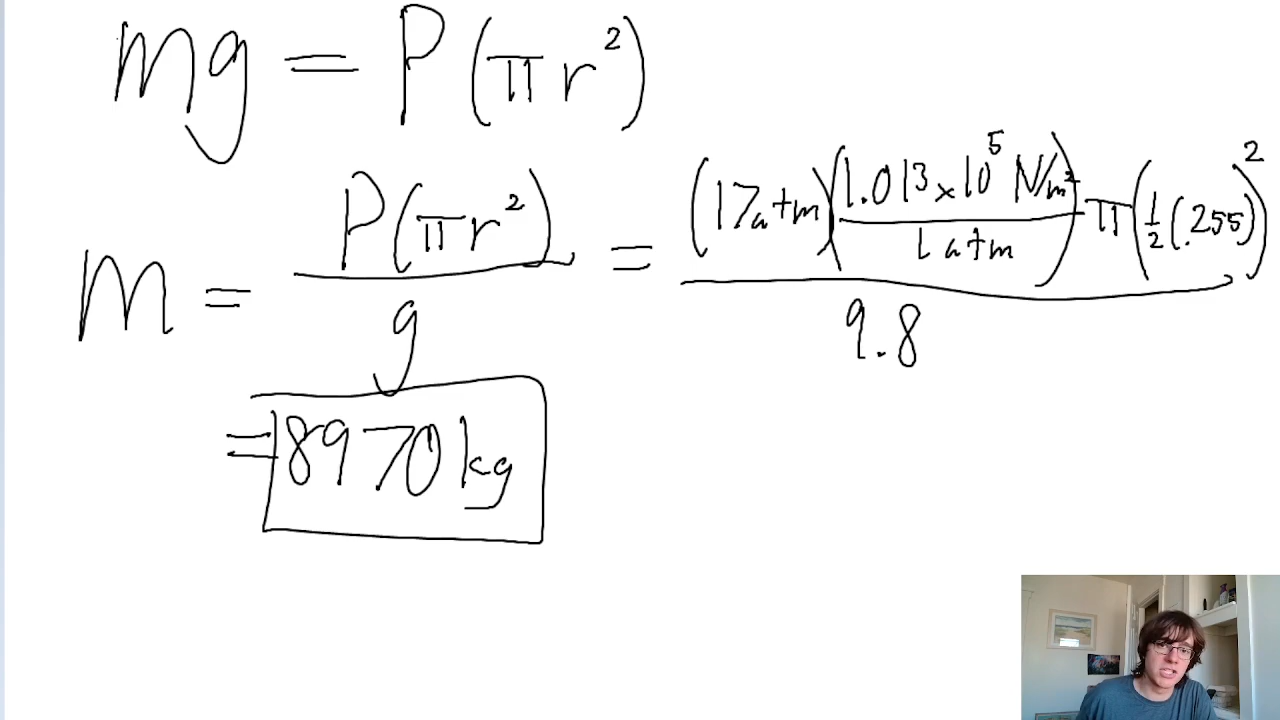 mg = P(πr²)
m = P(πr²) / g = (17atm)(1.013×10⁵ N/m² / 1atm) π(1/2(.255))² / 9.8
= 8970 kg